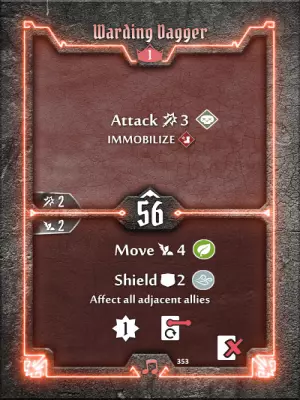 Warding Dagger
1
Attack 3
IMMOBILIZE
2
56
2
Move 4
Shield 2
Affect all adjacent allies
1
353